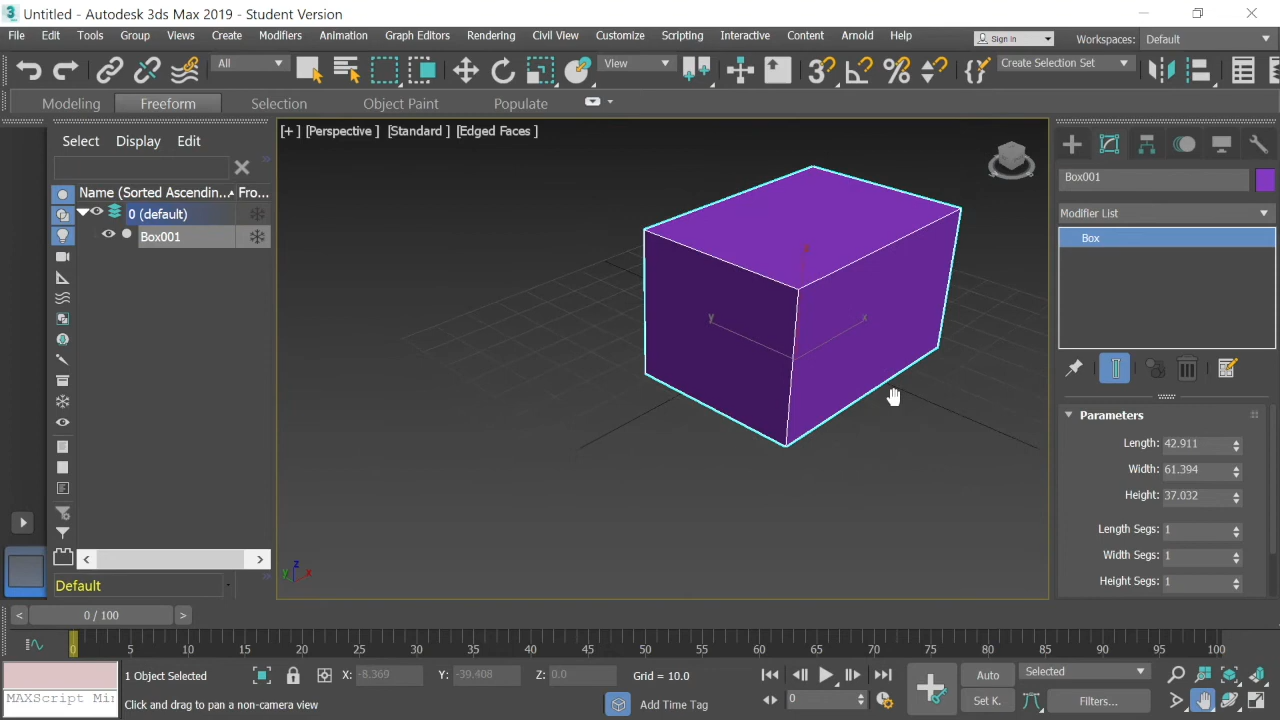 Untitled - Autodesk 3ds Max 2019 - Student Version
File Edit Tools Group Views Create Modifiers Animation Graph Editors Rendering Civil View Customize Scripting Interactive Content Arnold Help Sign In Workspaces: Default
All View Create Selection Set
Modeling Freeform Selection Object Paint Populate
Select Display Edit
[+] [Perspective] [Standard] [Edged Faces]
Name (Sorted Ascendin... Fro...
0 (default)
Box001
Box001
Modifier List
Box
Parameters
Length: 42.911
Width: 61.394
Height: 37.032
Length Segs: 1
Width Segs: 1
Height Segs: 1
y x
z
y x
< >
Default
< 0 / 100 >
0 5 10 15 20 25 30 35 40 45 50 55 60 65 70 75 80 85 90 95 100
1 Object Selected X: -8.369 Y: -39.408 Z: 0.0 Grid = 10.0 Auto Selected
MAXScript Mi
Click and drag to pan a non-camera view Add Time Tag 0 Set K. Filters...